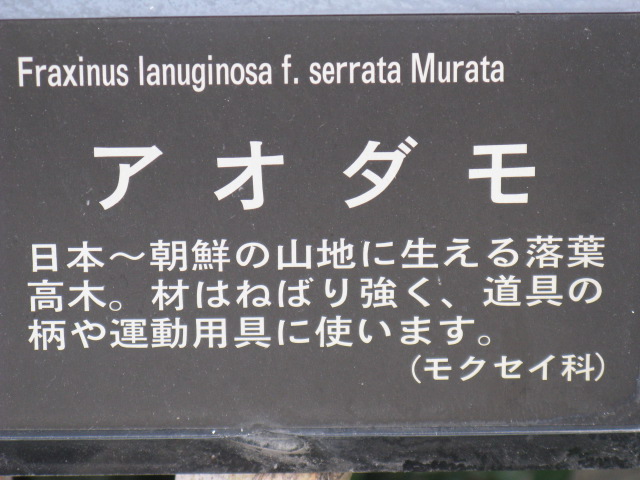 Fraxinus lanuginosa f. serrata Murata
アオダモ
日本～朝鮮の山地に生える落葉
高木。材はねばり強く、道具の
柄や運動用具に使います。
(モクセイ科)